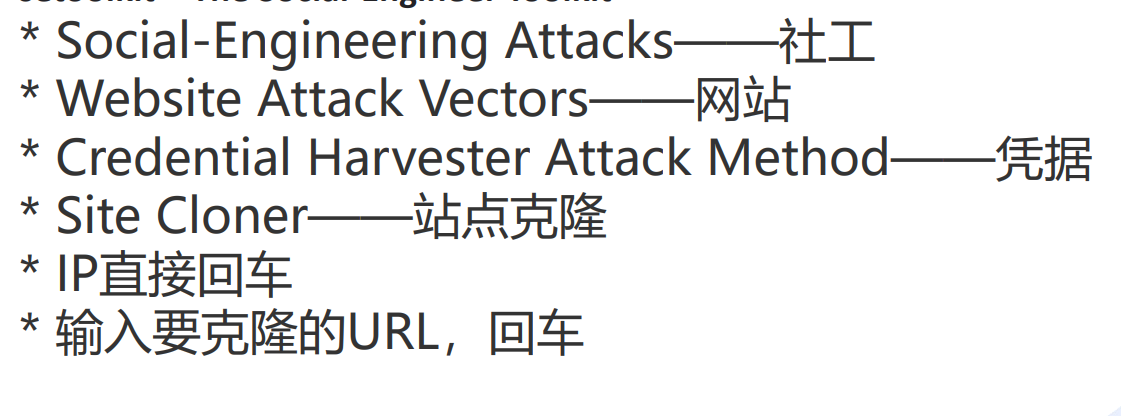 * Social-Engineering Attacks——社工
* Website Attack Vectors——网站
* Credential Harvester Attack Method——凭据
* Site Cloner——站点克隆
* IP直接回车
* 输入要克隆的URL，回车